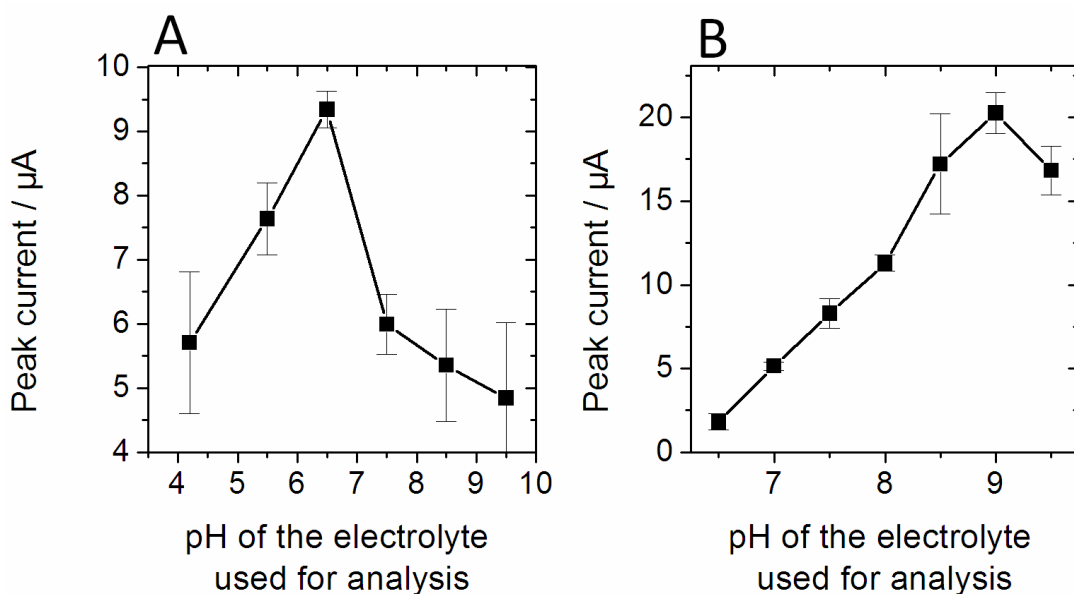 A
10
9
8
7
6
5
4
Peak current / µA
4 5 6 7 8 9 10
pH of the electrolyte
used for analysis
B
20
15
10
5
0
Peak current / µA
7 8 9
pH of the electrolyte
used for analysis